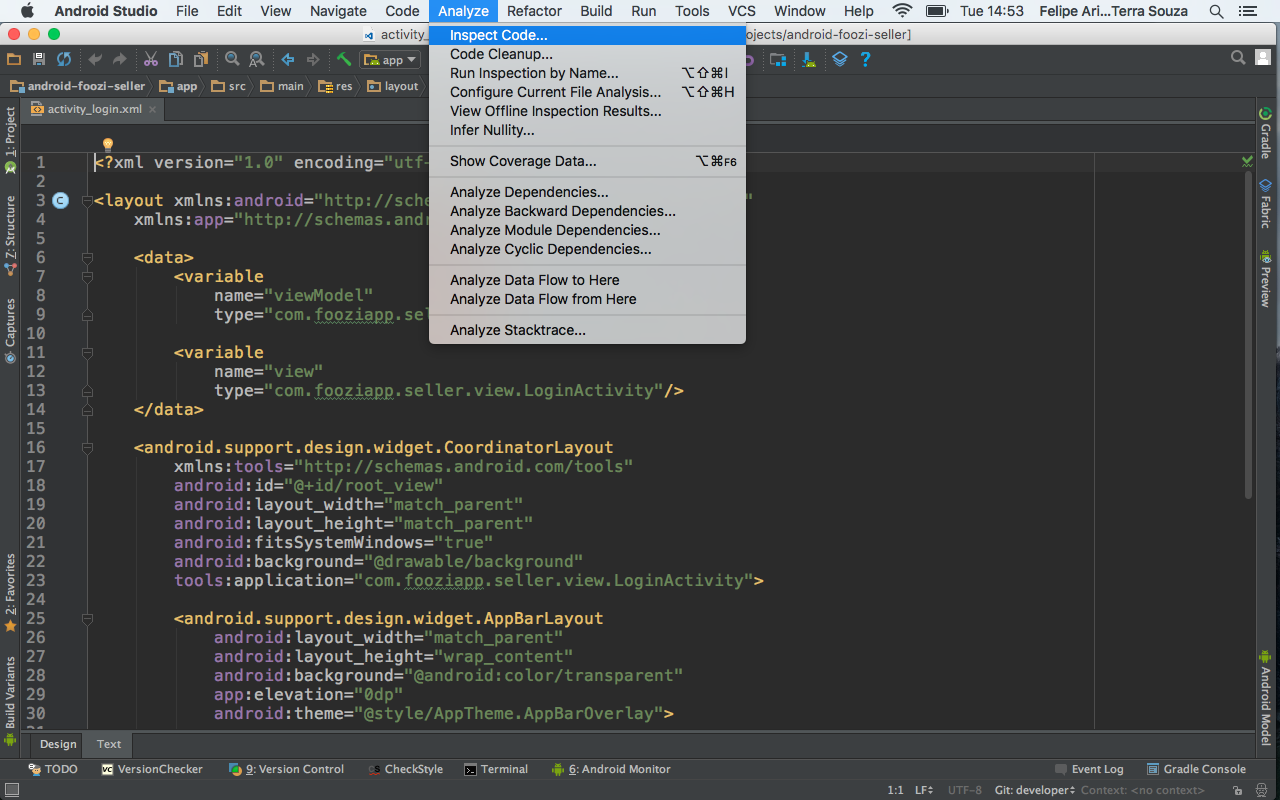 Android Studio File Edit View Navigate Code Analyze Refactor Build Run Tools VCS Window Help Tue 14:53 Felipe Ari...Terra Souza
activity_ ojects/android-foozi-seller]
Inspect Code...
Code Cleanup...
Run Inspection by Name... ⌥⇧⌘I
Configure Current File Analysis... ⌥⇧⌘H
View Offline Inspection Results...
Infer Nullity...
Show Coverage Data... ⌥⌘F6
Analyze Dependencies...
Analyze Backward Dependencies...
Analyze Module Dependencies...
Analyze Cyclic Dependencies...
Analyze Data Flow to Here
Analyze Data Flow from Here
Analyze Stacktrace...
app
android-foozi-seller app src main res layout
activity_login.xml
1 <?xml version="1.0" encoding="utf-
2
3 <layout xmlns:android="http://sche "
4 xmlns:app="http://schemas.andr
5
6 <data>
7 <variable
8 name="viewModel"
9 type="com.fooziapp.sel
10
11 <variable
12 name="view"
13 type="com.fooziapp.seller.view.LoginActivity"/>
14 </data>
15
16 <android.support.design.widget.CoordinatorLayout
17 xmlns:tools="http://schemas.android.com/tools"
18 android:id="@+id/root_view"
19 android:layout_width="match_parent"
20 android:layout_height="match_parent"
21 android:fitsSystemWindows="true"
22 android:background="@drawable/background"
23 tools:application="com.fooziapp.seller.view.LoginActivity">
24
25 <android.support.design.widget.AppBarLayout
26 android:layout_width="match_parent"
27 android:layout_height="wrap_content"
28 android:background="@android:color/transparent"
29 app:elevation="0dp"
30 android:theme="@style/AppTheme.AppBarOverlay">
1: Project
7: Structure
Captures
2: Favorites
Build Variants
Gradle
Fabric
Preview
Android Model
Design Text
TODO VersionChecker 9: Version Control CheckStyle Terminal 6: Android Monitor Event Log Gradle Console
1:1 LF UTF-8 Git: developer Context: <no context>